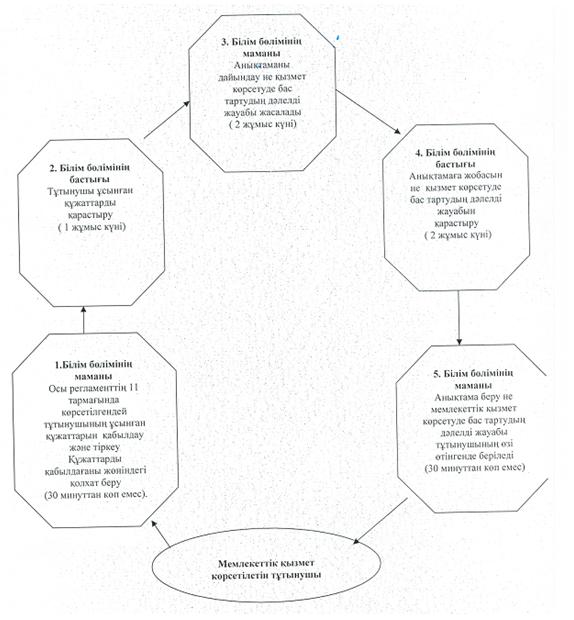 3. Білім бөлімінің
маманы
Анықтаманы
дайындау не қызмет
көрсетуде бас
тартудың дәлелді
жауабы жасалады
( 2 жұмыс күні)
2. Білім бөлімінің
бастығы
Тұтынушы ұсынған
құжаттарды
қарастыру
( 1 жұмыс күні)
4. Білім бөлімінің
бастығы
Анықтамаға жобасын
не қызмет көрсетуде
бас тартудың дәлелді
жауабын
қарастыру
( 2 жұмыс күні)
1.Білім бөлімінің
маманы
Осы регламенттің 11
тармағында
көрсетілгендей
тұтынушының ұсынған
құжаттарын қабылдау
және тіркеу
Құжаттарды
қабылдағаны жөніндегі
қолхат беру
(30 минуттан көп емес).
5. Білім бөлімінің
маманы
Анықтама беру не
мемлекеттік қызмет
көрсетуде бас тартудың
дәлелді жауабы
тұтынушының өзі
өтінгенде беріледі
(30 минуттан көп емес)
Мемлекеттік қызмет
көрсетілетін тұтынушы